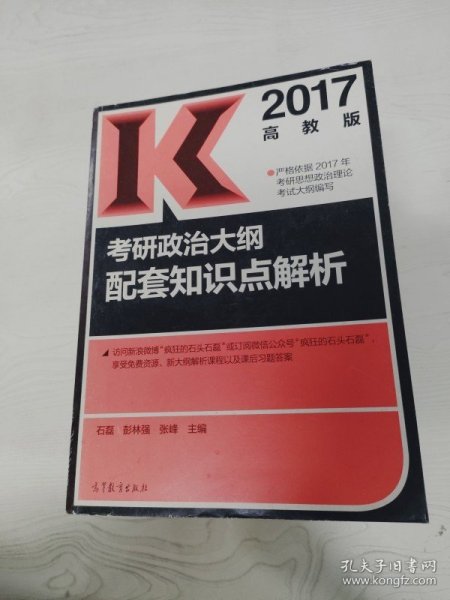 K
2017
高教版
严格依据 2017 年
考研思想政治理论
考试大纲编写
考研政治大纲
配套知识点解析
访问新浪微博“疯狂的石头石磊”或订阅微信公众号“疯狂的石头石磊”，
享受免费资源、新大纲解析课程以及课后习题答案
石磊 彭林强 张峰 主编
高等教育出版社
孔夫子旧书网
www.kongfz.com